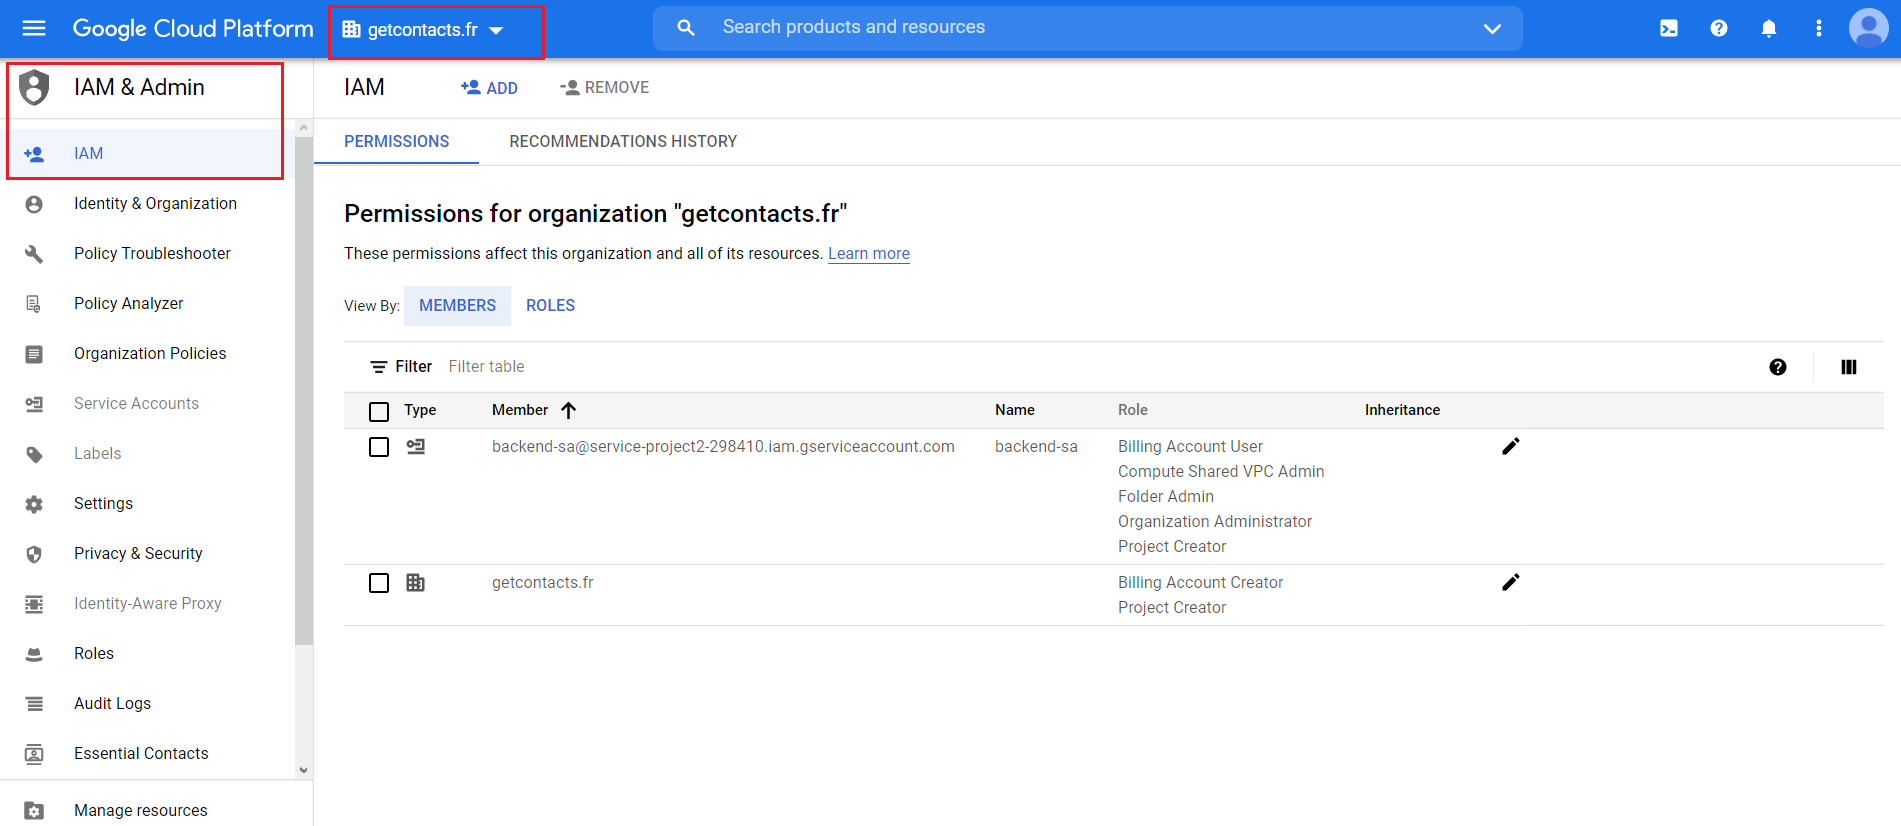 Google Cloud Platform
getcontacts.fr
Search products and resources
IAM & Admin
IAM
Identity & Organization
Policy Troubleshooter
Policy Analyzer
Organization Policies
Service Accounts
Labels
Settings
Privacy & Security
Identity-Aware Proxy
Roles
Audit Logs
Essential Contacts
Manage resources
IAM ADD REMOVE
PERMISSIONS RECOMMENDATIONS HISTORY
Permissions for organization "getcontacts.fr"
These permissions affect this organization and all of its resources. Learn more
View By: MEMBERS ROLES
Filter Filter table
Type Member Name Role Inheritance
backend-sa@service-project2-298410.iam.gserviceaccount.com backend-sa Billing Account User
Compute Shared VPC Admin
Folder Admin
Organization Administrator
Project Creator
getcontacts.fr Billing Account Creator
Project Creator